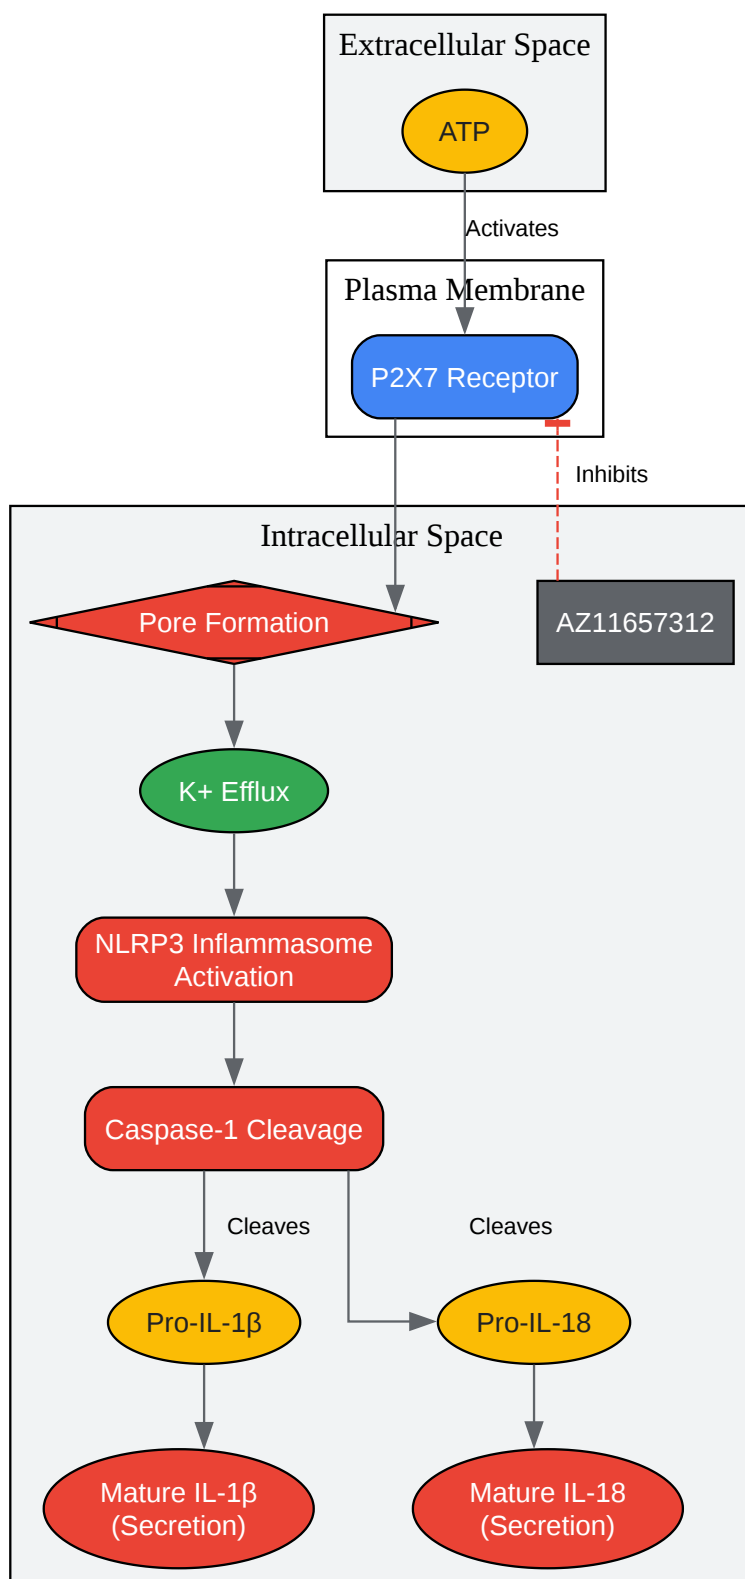 Extracellular Space
ATP
Activates
Plasma Membrane
P2X7 Receptor
Inhibits
Intracellular Space
Pore Formation
AZ11657312
K+ Efflux
NLRP3 Inflammasome
Activation
Caspase-1 Cleavage
Cleaves
Cleaves
Pro-IL-1β
Pro-IL-18
Mature IL-1β
(Secretion)
Mature IL-18
(Secretion)